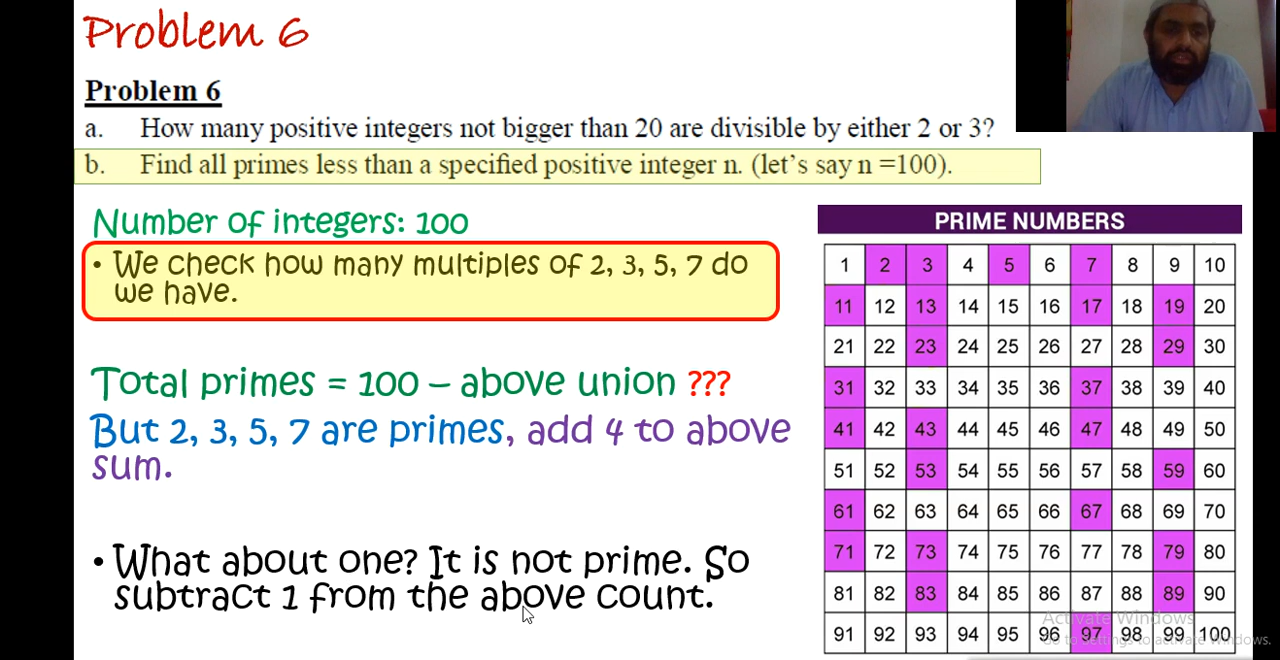 Problem 6
Problem 6
a. How many positive integers not bigger than 20 are divisible by either 2 or 3?
b. Find all primes less than a specified positive integer n. (let's say n =100).
Number of integers: 100
• We check how many multiples of 2, 3, 5, 7 do
we have.
Total primes = 100 – above union ???
But 2, 3, 5, 7 are primes, add 4 to above
sum.
• What about one? It is not prime. So
subtract 1 from the above count.
PRIME NUMBERS
1 2 3 4 5 6 7 8 9 10
11 12 13 14 15 16 17 18 19 20
21 22 23 24 25 26 27 28 29 30
31 32 33 34 35 36 37 38 39 40
41 42 43 44 45 46 47 48 49 50
51 52 53 54 55 56 57 58 59 60
61 62 63 64 65 66 67 68 69 70
71 72 73 74 75 76 77 78 79 80
81 82 83 84 85 86 87 88 89 90
91 92 93 94 95 96 97 98 99 100
Activate Windows
Go to Settings to activate Windows.